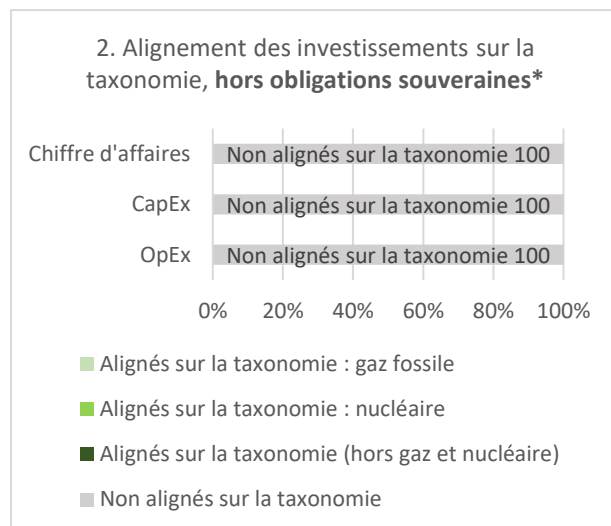 2. Alignement des investissements sur la
taxonomie, hors obligations souveraines*
Chiffre d'affaires
Non alignés sur la taxonomie 100
CapEx
Non alignés sur la taxonomie 100
OpEx
Non alignés sur la taxonomie 100
0% 20% 40% 60% 80% 100%
Alignés sur la taxonomie : gaz fossile
Alignés sur la taxonomie : nucléaire
Alignés sur la taxonomie (hors gaz et nucléaire)
Non alignés sur la taxonomie